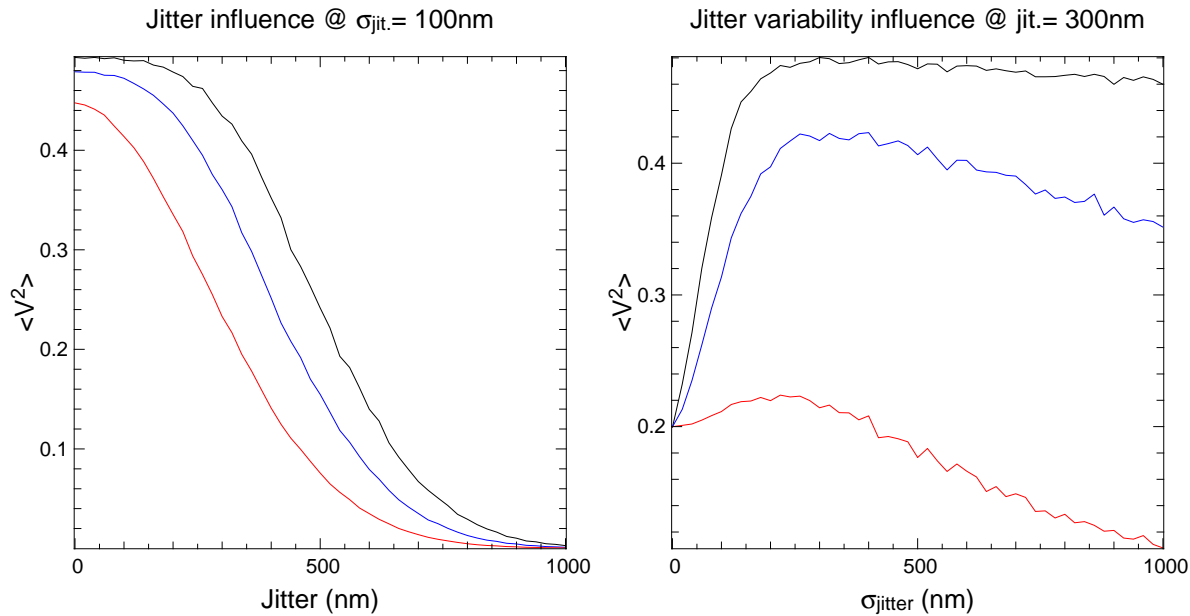 Jitter influence @ σjit.= 100nm
<V2>
0.4
0.3
0.2
0.1
0
500
1000
Jitter (nm)
Jitter variability influence @ jit.= 300nm
<V2>
0.4
0.3
0.2
0
500
1000
σjitter (nm)